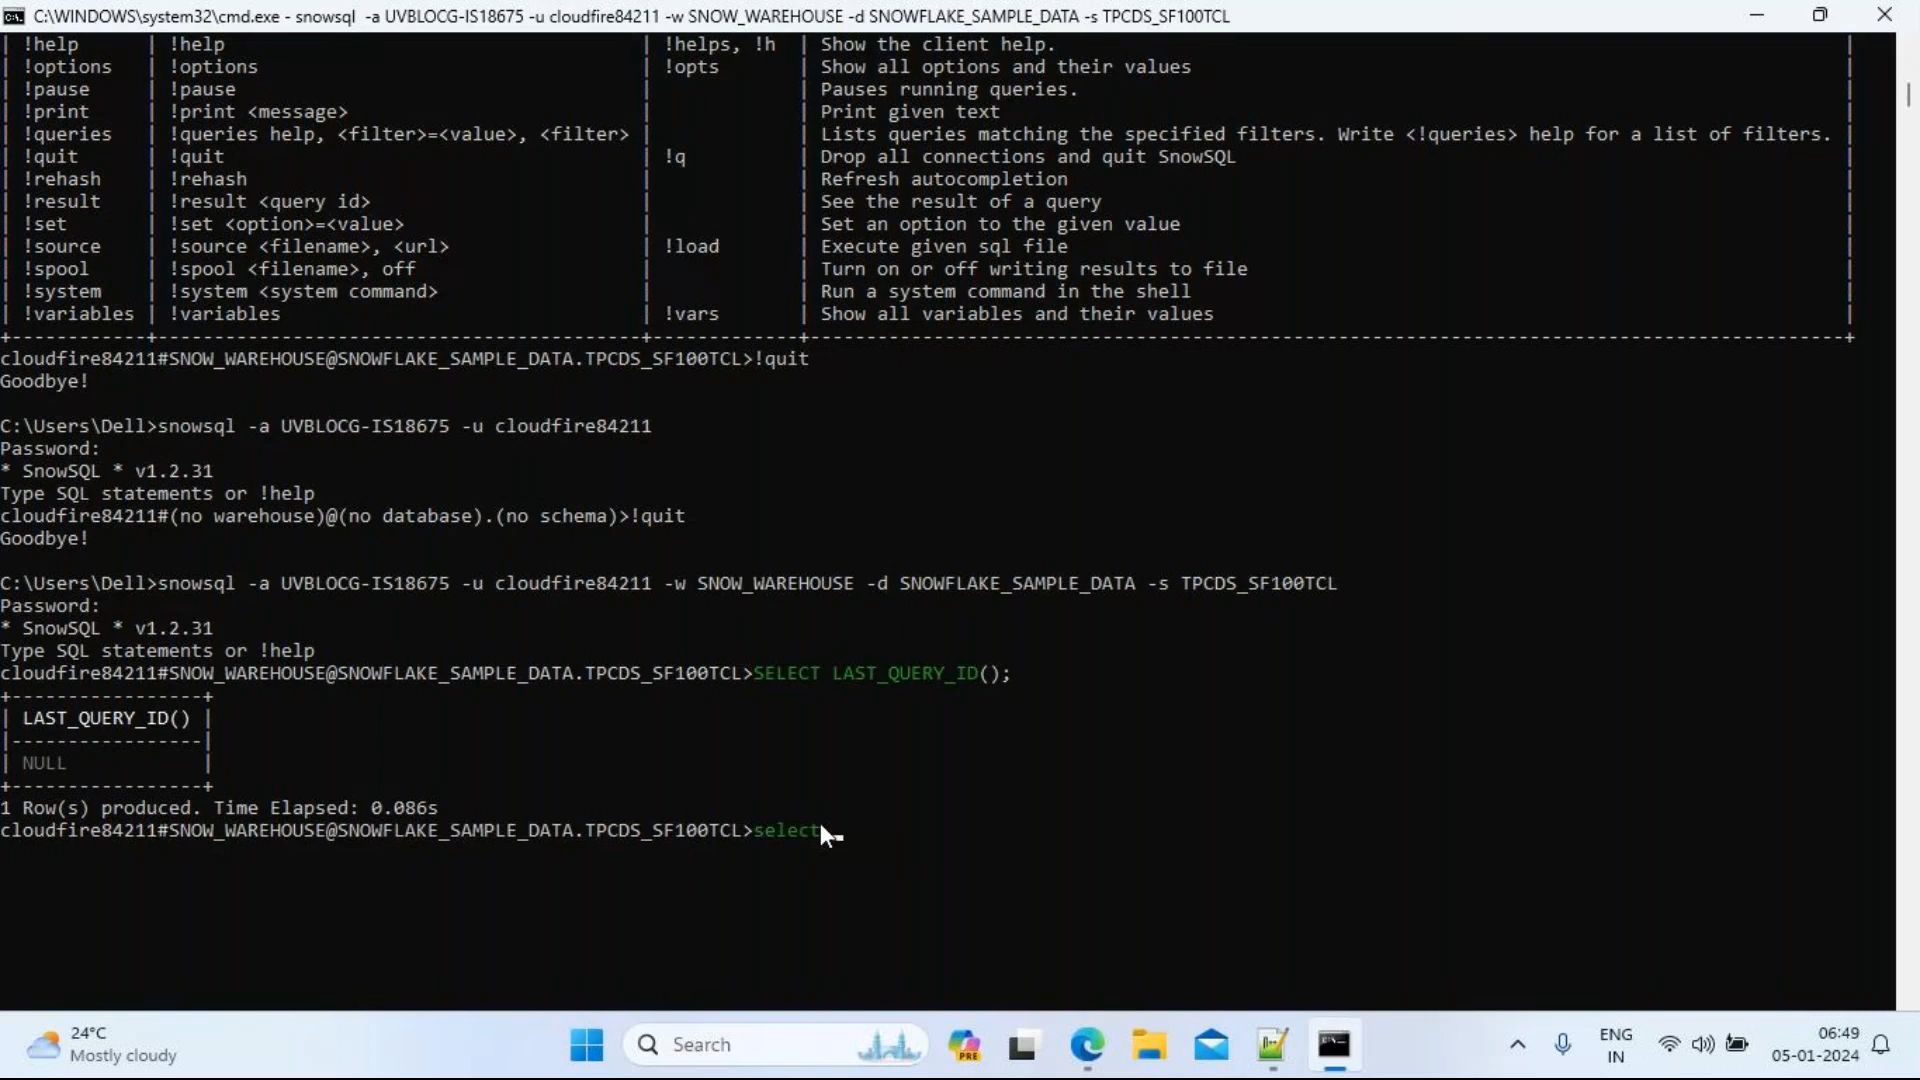 C:\WINDOWS\system32\cmd.exe - snowsql -a UVBLOCG-IS18675 -u cloudfire84211 -w SNOW_WAREHOUSE -d SNOWFLAKE_SAMPLE_DATA -s TPCDS_SF100TCL
| !help | !help | !helps, !h | Show the client help. |
| !options | !options | !opts | Show all options and their values |
| !pause | !pause | | Pauses running queries. |
| !print | !print <message> | | Print given text |
| !queries | !queries help, <filter>=<value>, <filter> | | Lists queries matching the specified filters. Write <!queries> help for a list of filters. |
| !quit | !quit | !q | Drop all connections and quit SnowSQL |
| !rehash | !rehash | | Refresh autocompletion |
| !result | !result <query id> | | See the result of a query |
| !set | !set <option>=<value> | | Set an option to the given value |
| !source | !source <filename>, <url> | !load | Execute given sql file |
| !spool | !spool <filename>, off | | Turn on or off writing results to file |
| !system | !system <system command> | | Run a system command in the shell |
| !variables | !variables | !vars | Show all variables and their values |
cloudfire84211#SNOW_WAREHOUSE@SNOWFLAKE_SAMPLE_DATA.TPCDS_SF100TCL>!quit
Goodbye!
C:\Users\Dell>snowsql -a UVBLOCG-IS18675 -u cloudfire84211
Password:
* SnowSQL * v1.2.31
Type SQL statements or !help
cloudfire84211#(no warehouse)@(no database).(no schema)>!quit
Goodbye!
C:\Users\Dell>snowsql -a UVBLOCG-IS18675 -u cloudfire84211 -w SNOW_WAREHOUSE -d SNOWFLAKE_SAMPLE_DATA -s TPCDS_SF100TCL
Password:
* SnowSQL * v1.2.31
Type SQL statements or !help
cloudfire84211#SNOW_WAREHOUSE@SNOWFLAKE_SAMPLE_DATA.TPCDS_SF100TCL>SELECT LAST_QUERY_ID();
+-----------------+
| LAST_QUERY_ID() |
|-----------------|
| NULL |
+-----------------+
1 Row(s) produced. Time Elapsed: 0.086s
cloudfire84211#SNOW_WAREHOUSE@SNOWFLAKE_SAMPLE_DATA.TPCDS_SF100TCL>select
24°C
Mostly cloudy
Search
PRE
ENG
IN
06:49
05-01-2024